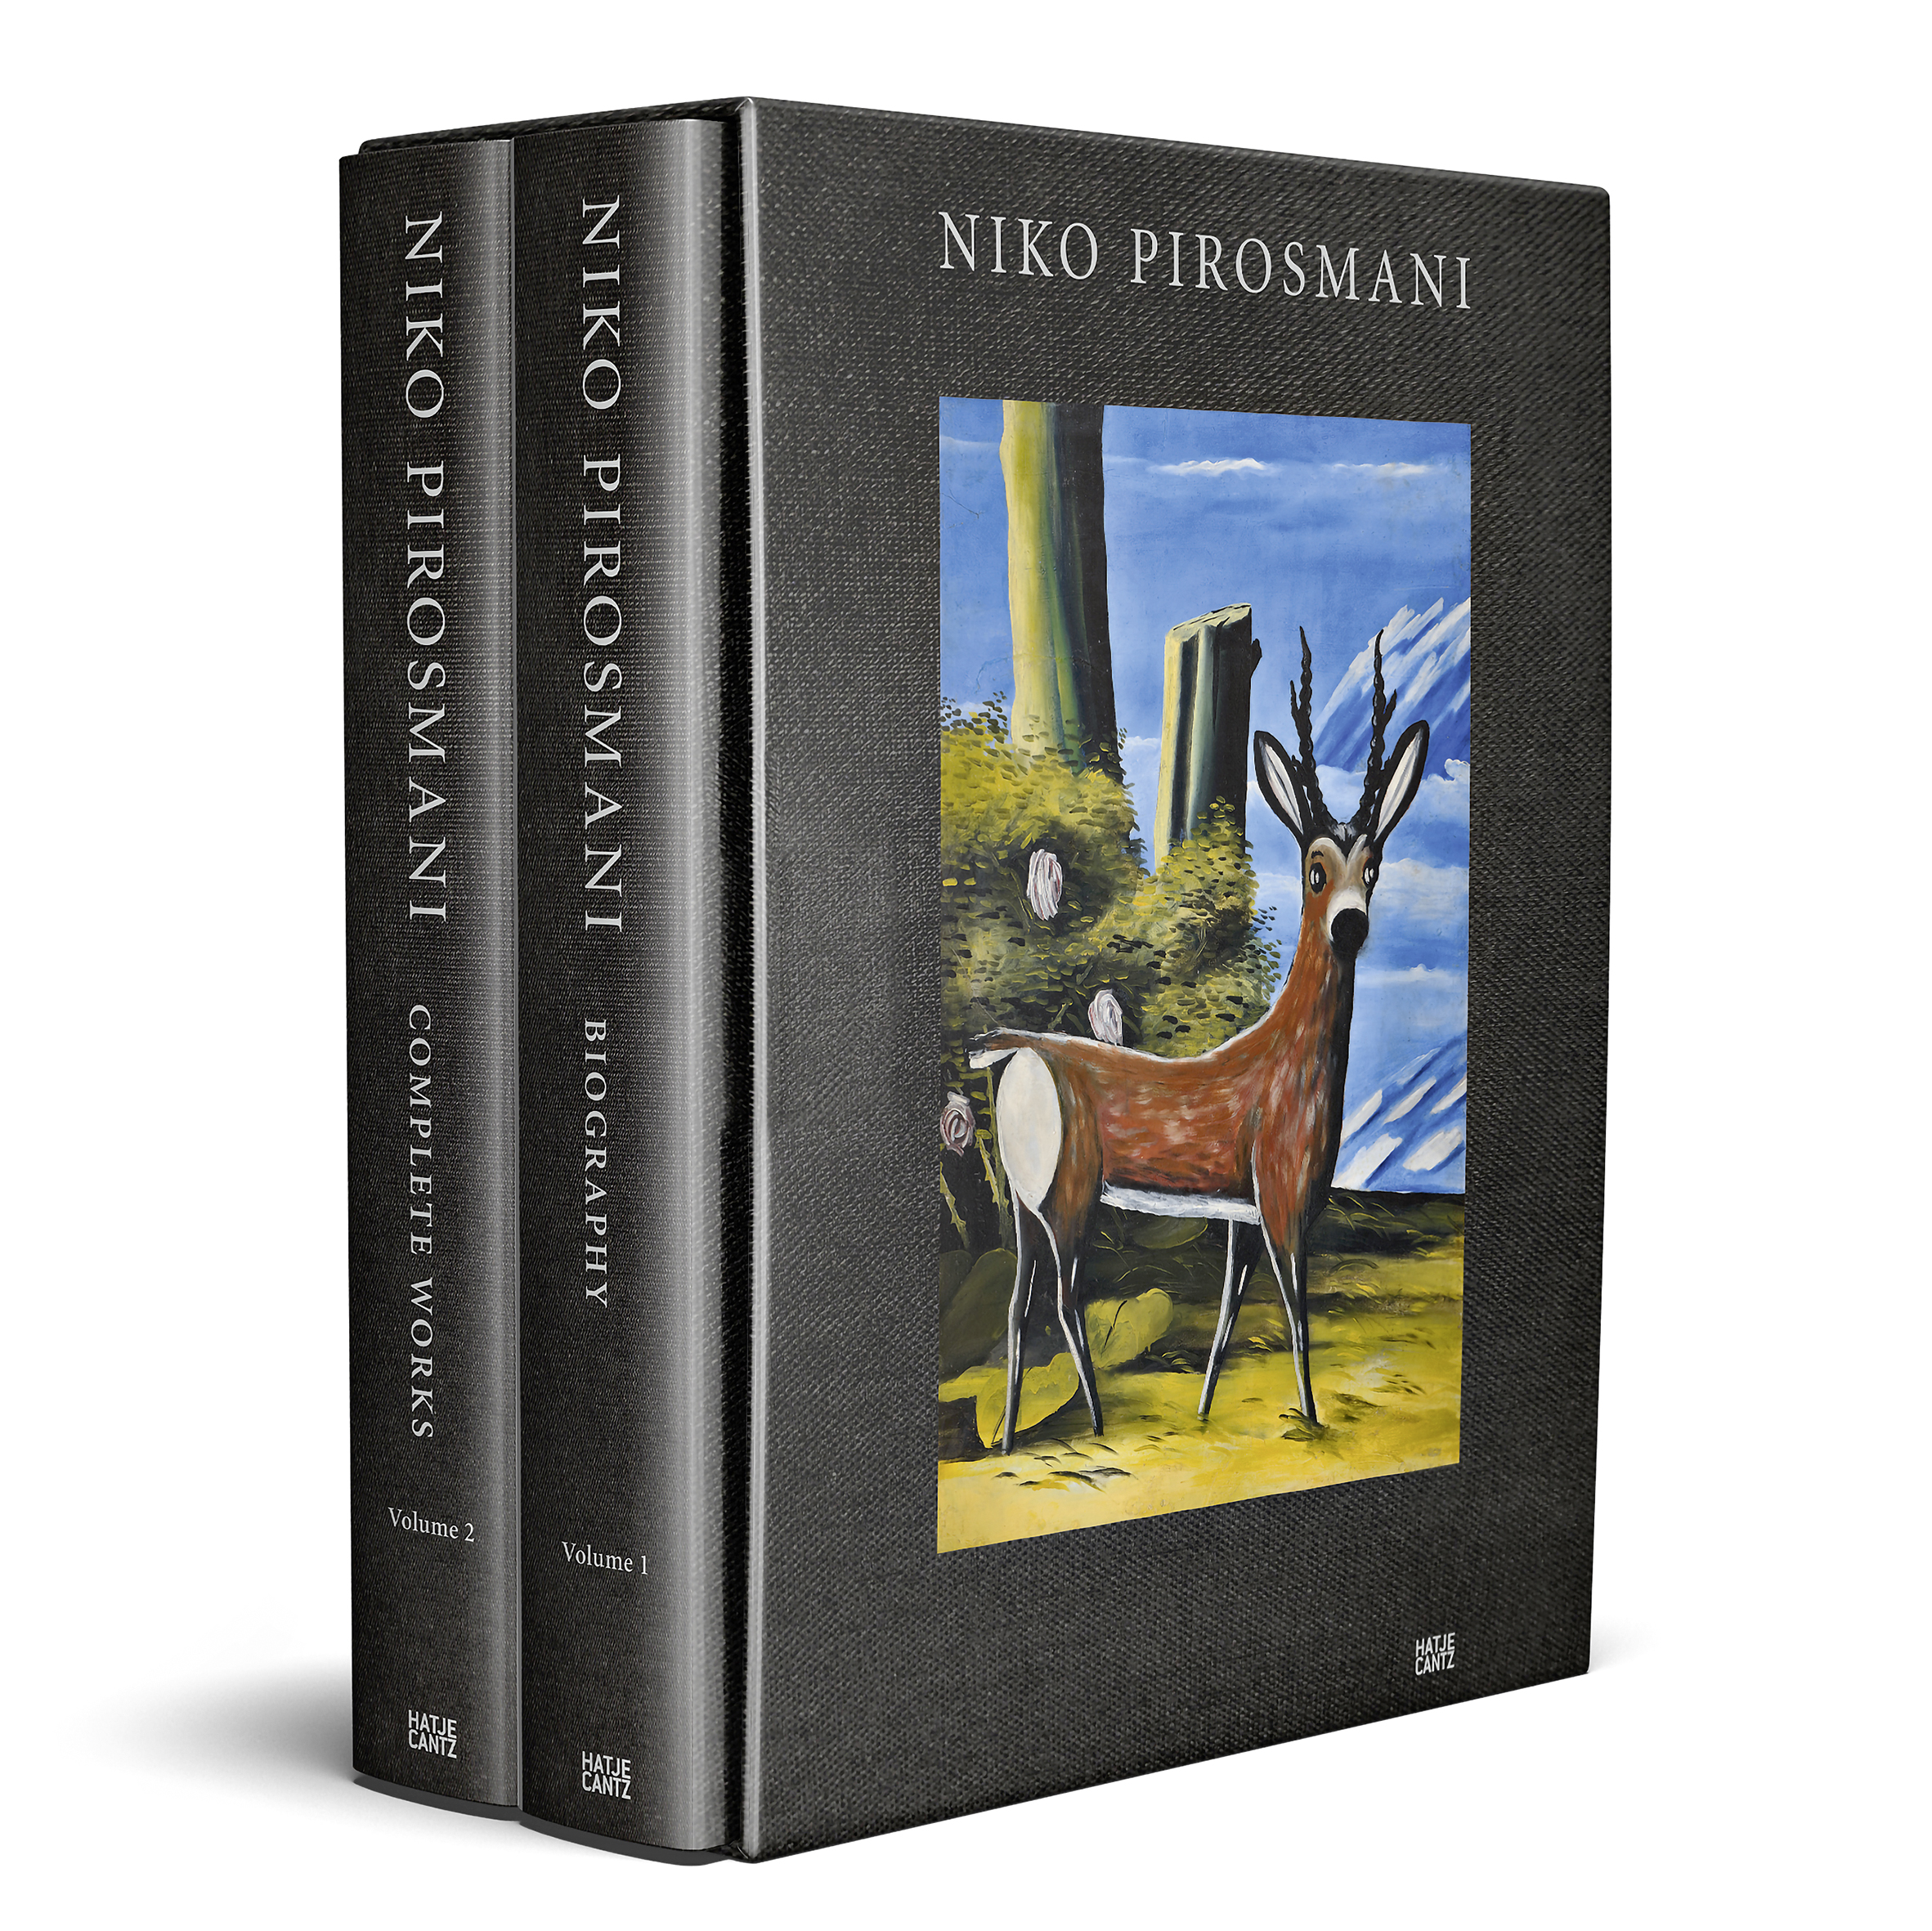 NIKO PIROSMANI COMPLETE WORKS
Volume 2
HATJE
CANTZ
NIKO PIROSMANI BIOGRAPHY
Volume 1
HATJE
CANTZ
NIKO PIROSMANI
HATJE
CANTZ